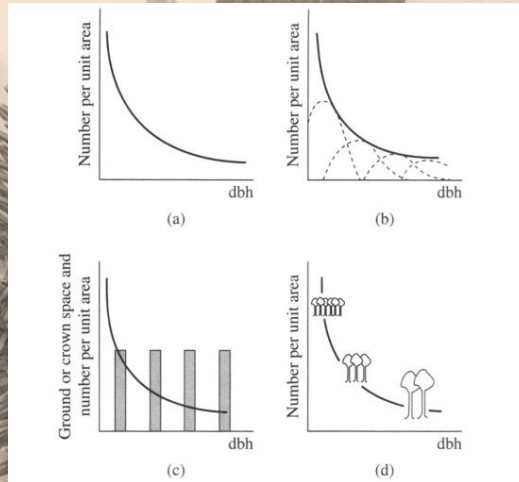 Number per unit area
dbh
(a)
Number per unit area
dbh
(b)
Ground or crown space and
number per unit area
dbh
(c)
Number per unit area
dbh
(d)